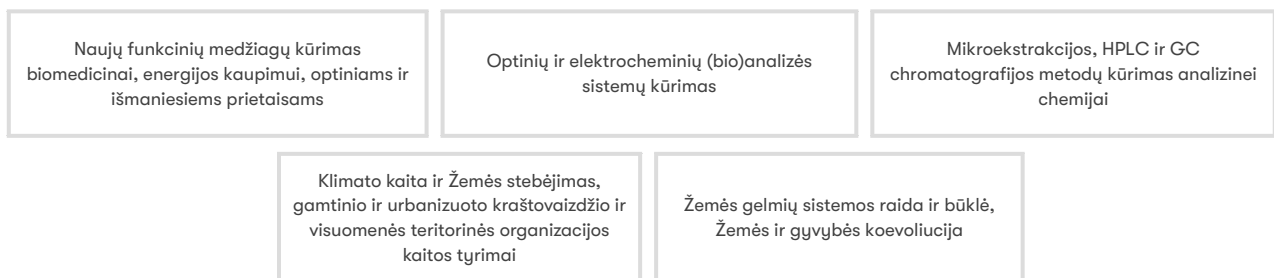 Naujų funkcinių medžiagų kūrimas
biomedicinai, energijos kaupimui, optiniams ir
išmaniesiems prietaisams
Optinių ir elektrocheminių (bio)analizės
sistemų kūrimas
Mikroekstrakcijos, HPLC ir GC
chromatografijos metodų kūrimas analizinei
chemijai
Klimato kaita ir Žemės stebėjimas,
gamtinio ir urbanizuoto kraštovaizdžio ir
visuomenės teritorinės organizacijos
kaitos tyrimai
Žemės gelmių sistemos raida ir būklė,
Žemės ir gyvybės koevoliucija